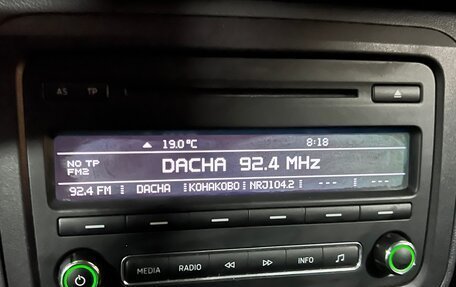 AS TP
19.0°C 8:18
NO TP
FM2
DACHA 92.4 MHz
92.4 FM DACHA КОНАКОВО NRJ104.2 --- ---
MEDIA RADIO INFO